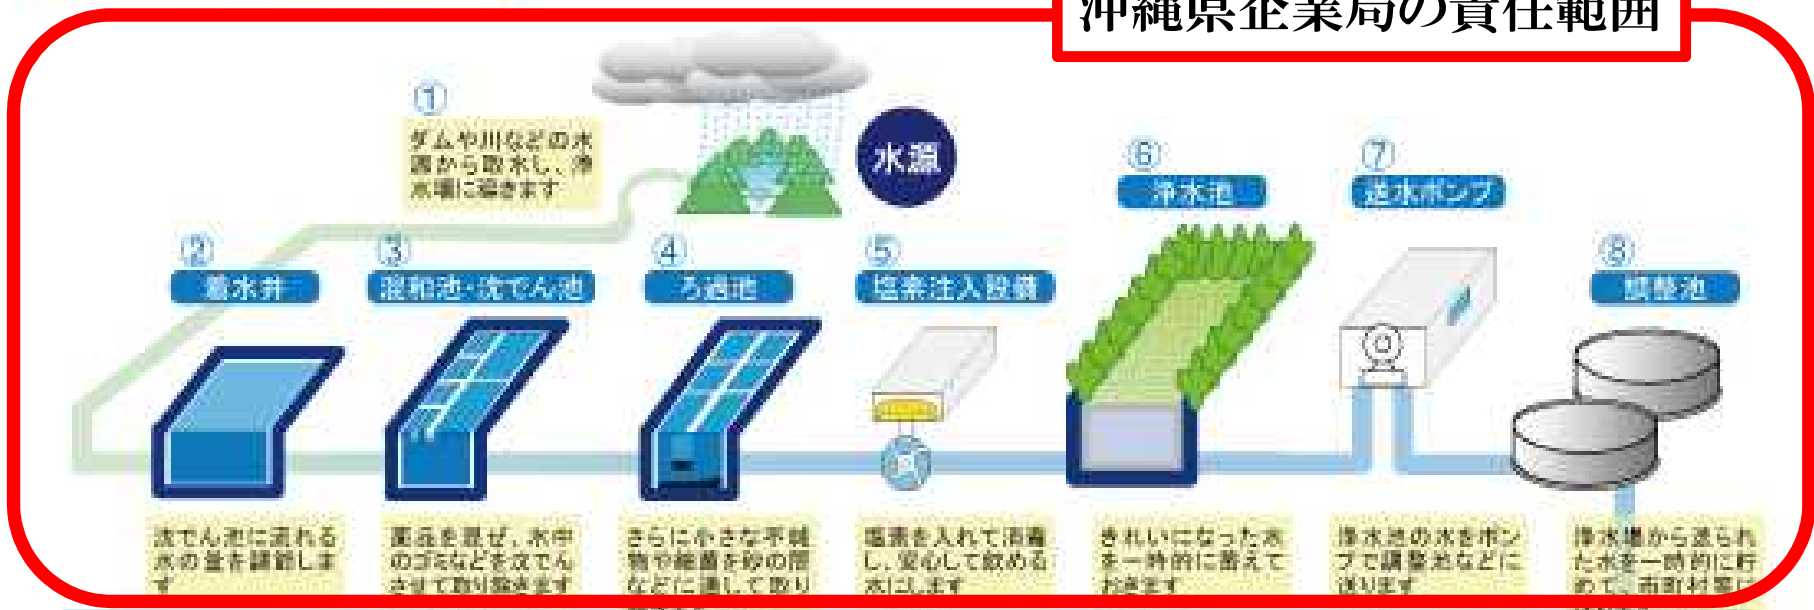 沖縄県企業局の責任範囲
①
ダムや川などの水
源から取水し、浄
水場に導きます
水源
②
着水井
③
混和池・沈でん池
④
ろ過池
⑤
塩素注入設備
⑥
浄水池
⑦
送水ポンプ
⑧
調整池
沈でん池に流れる
水の量を調節しま
す
薬品を混ぜ、水中
のゴミなどを沈でん
させて取り除きます
さらに小さな不純
物や細菌を砂の間
などに通して取り
塩素を入れて消毒
し、安心して飲める
水にします
きれいになった水
を一時的に蓄えて
おきます
浄水池の水をポン
プで調整池などに
送ります
浄水場から送られ
た水を一時的に貯
めて、市町村等に